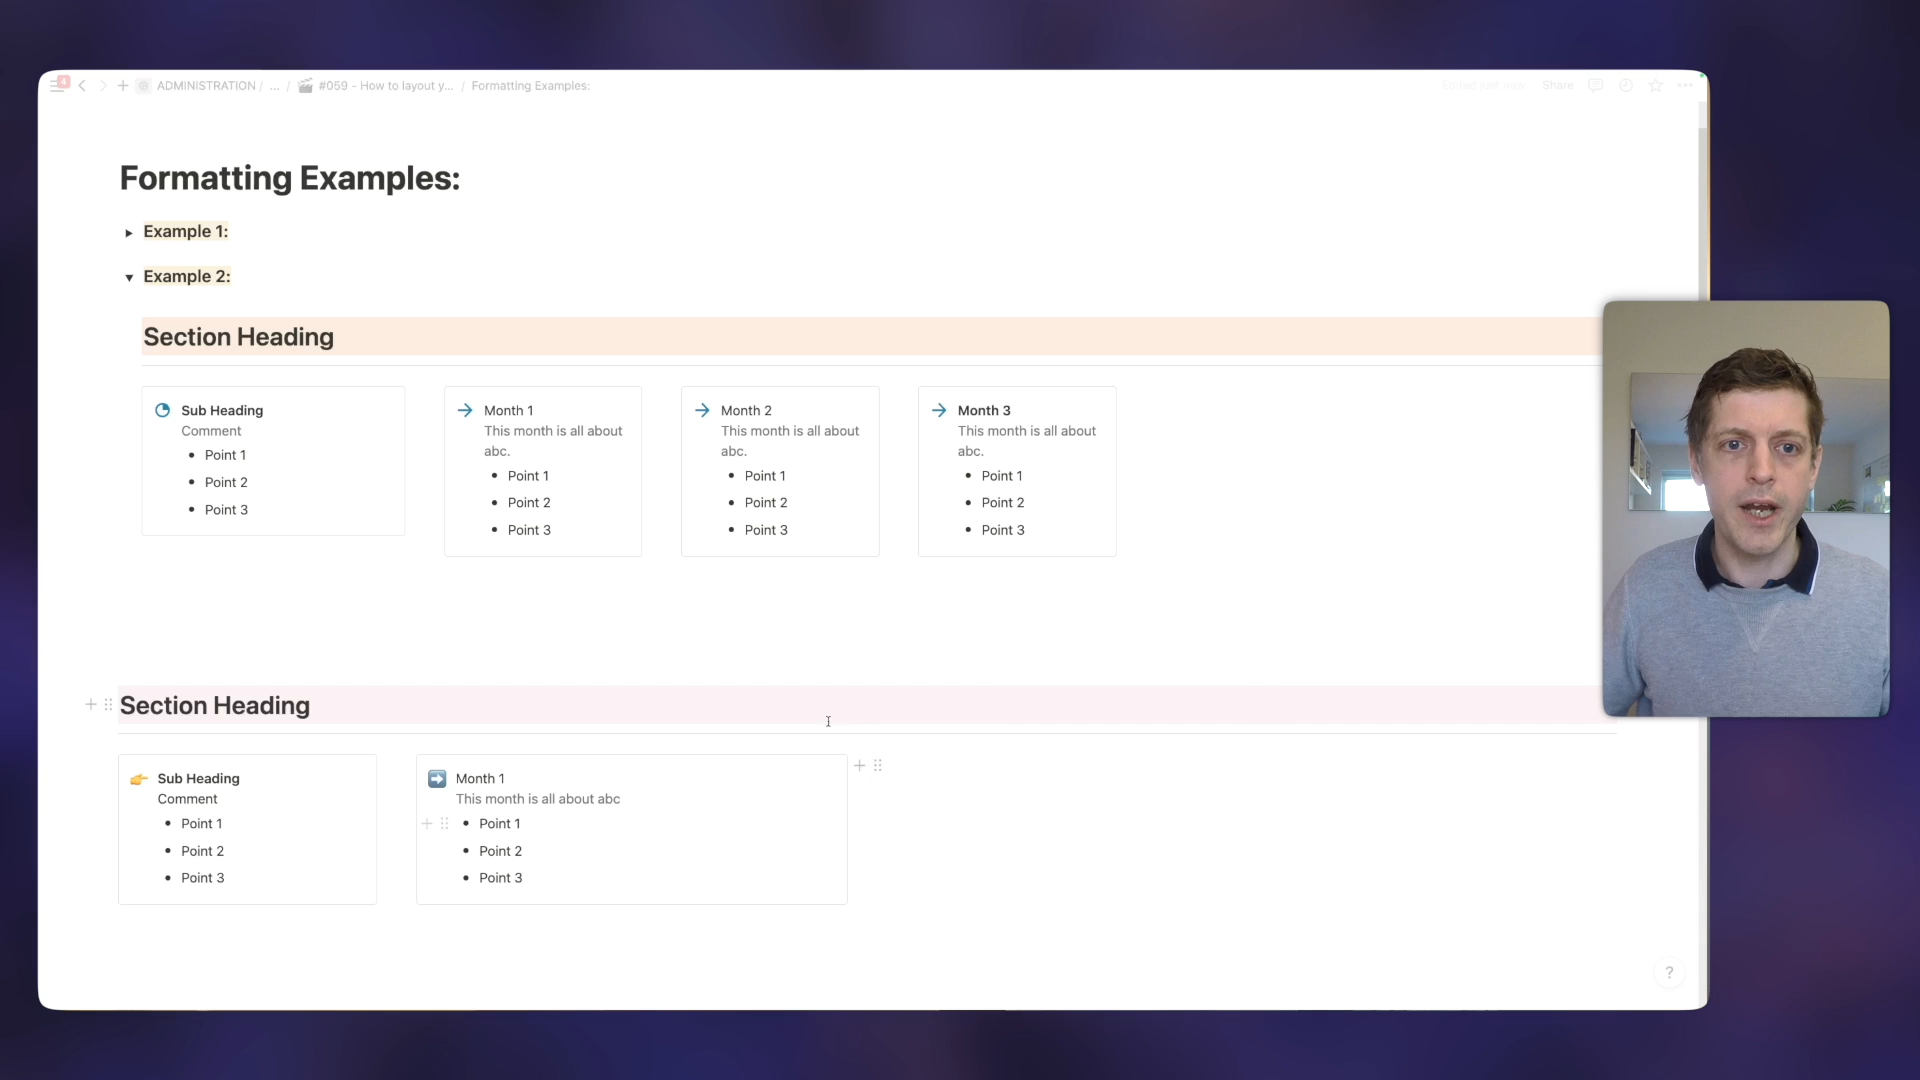 4
ADMINISTRATION / ... / #059 - How to layout y... / Formatting Examples:
Edited just now Share
Formatting Examples:
Example 1:
Example 2:
Section Heading
Sub Heading
Comment
• Point 1
• Point 2
• Point 3
Month 1
This month is all about
abc.
• Point 1
• Point 2
• Point 3
Month 2
This month is all about
abc.
• Point 1
• Point 2
• Point 3
Month 3
This month is all about
abc.
• Point 1
• Point 2
• Point 3
Section Heading
Sub Heading
Comment
• Point 1
• Point 2
• Point 3
Month 1
This month is all about abc
• Point 1
• Point 2
• Point 3
?